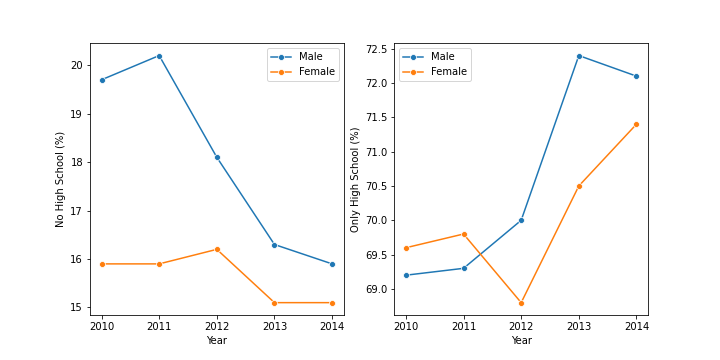 No High School (%)
20
19
18
17
16
15
2010 2011 2012 2013 2014
Year
Male
Female
Only High School (%)
72.5
72.0
71.5
71.0
70.5
70.0
69.5
69.0
2010 2011 2012 2013 2014
Year
Male
Female